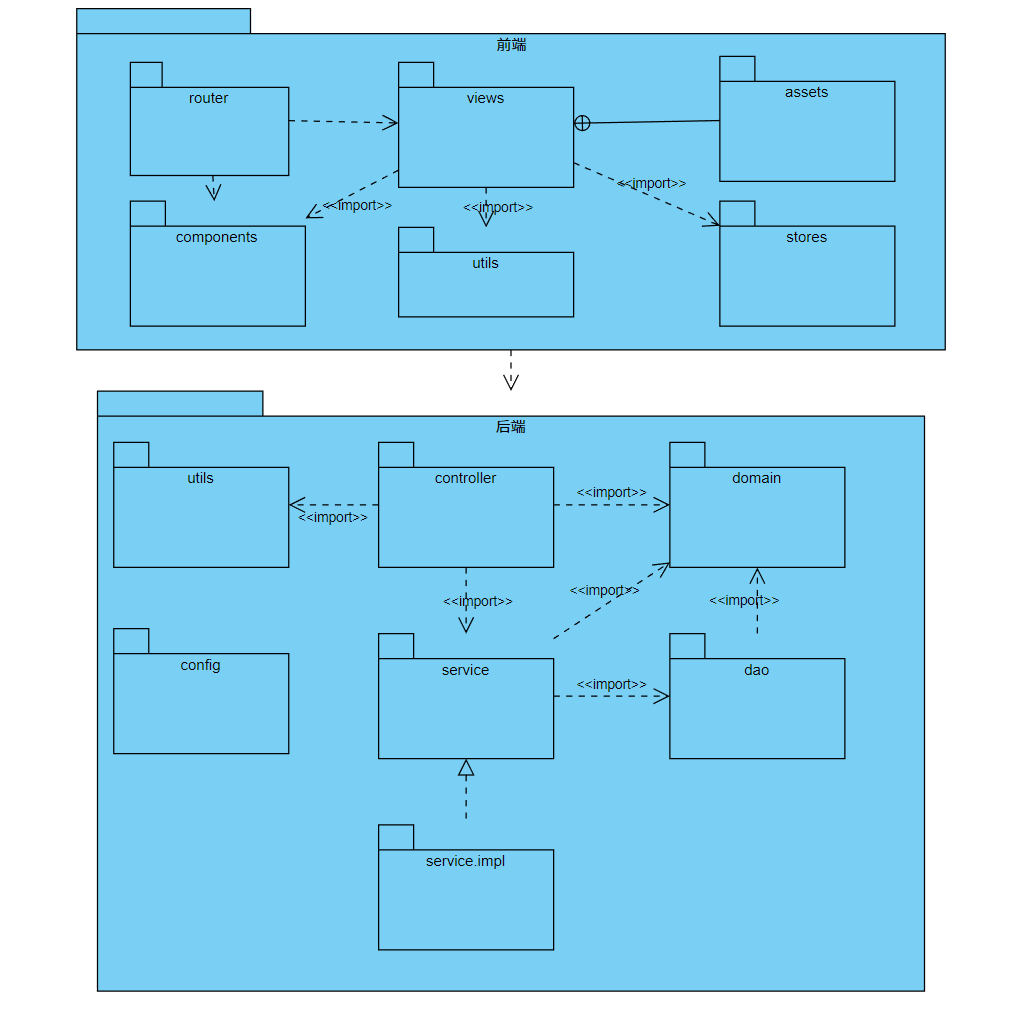 前端
router
views
assets
<<import>>
<<import>>
<<import>>
components
utils
stores
后端
utils
controller
domain
<<import>>
<<import>>
<<import>>
<<import>>
<<import>>
config
service
dao
<<import>>
service.impl